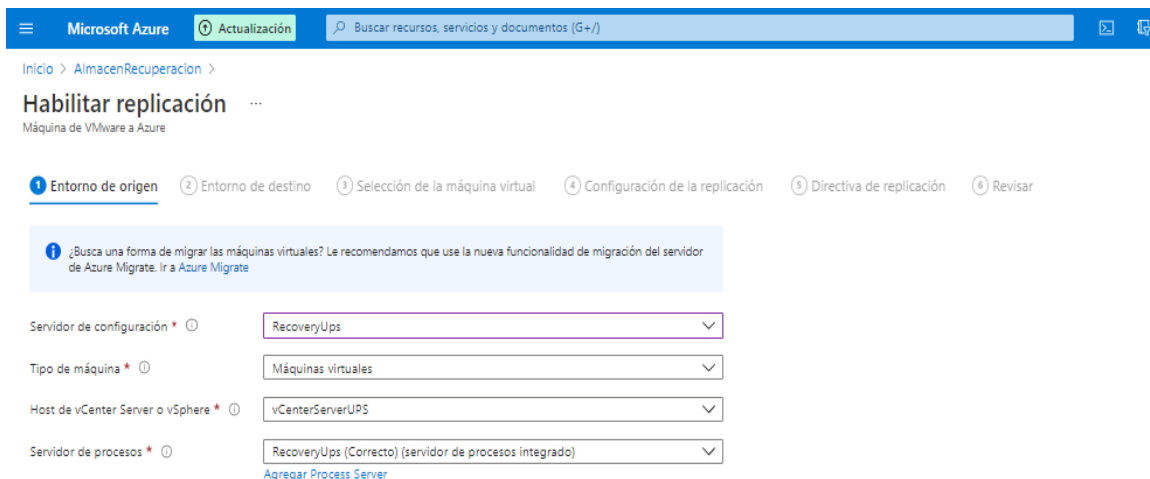 Microsoft Azure Actualización Buscar recursos, servicios y documentos (G+/)
Inicio > AlmacenRecuperacion >
Habilitar replicación ...
Máquina de VMware a Azure
1 Entorno de origen 2 Entorno de destino 3 Selección de la máquina virtual 4 Configuración de la replicación 5 Directiva de replicación 6 Revisar
¿Busca una forma de migrar las máquinas virtuales? Le recomendamos que use la nueva funcionalidad de migración del servidor
de Azure Migrate. Ir a Azure Migrate
Servidor de configuración * RecoveryUps
Tipo de máquina * Máquinas virtuales
Host de vCenter Server o vSphere * vCenterServerUPS
Servidor de procesos * RecoveryUps (Correcto) (servidor de procesos integrado)
Agregar Process Server